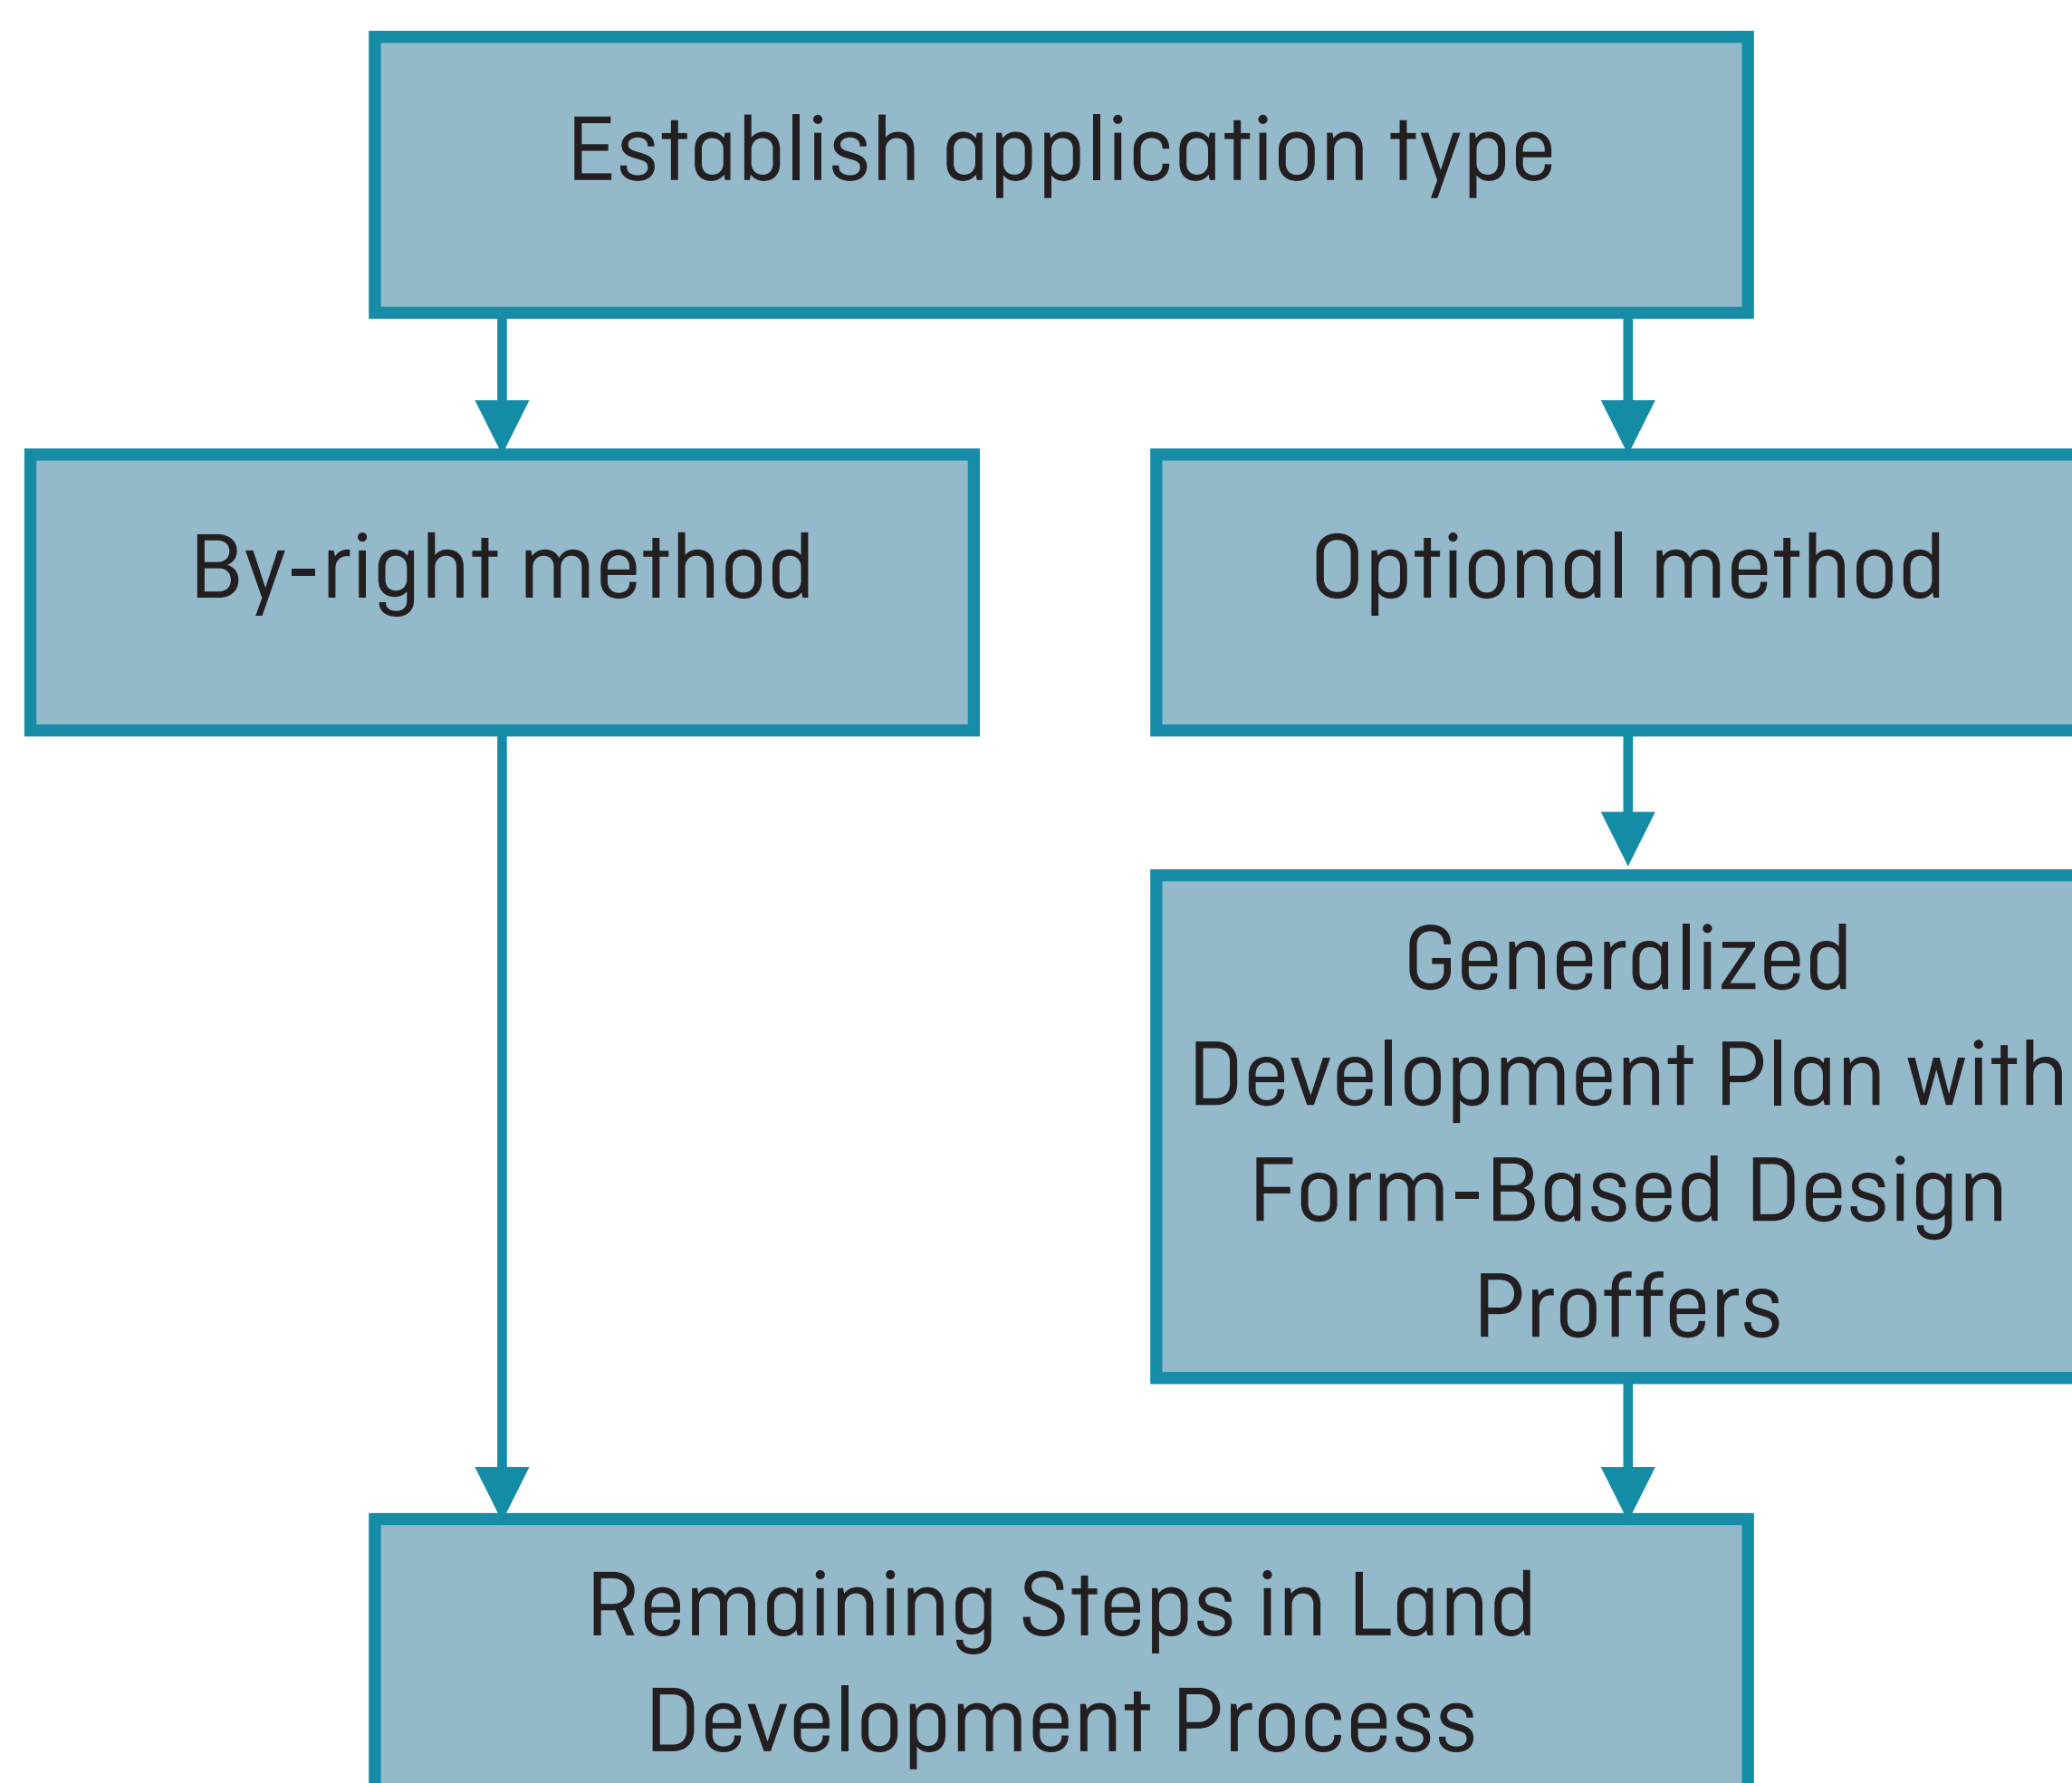 Establish application type
By-right method
Optional method
Generalized
Development Plan with
Form-Based Design
Proffers
Remaining Steps in Land
Development Process